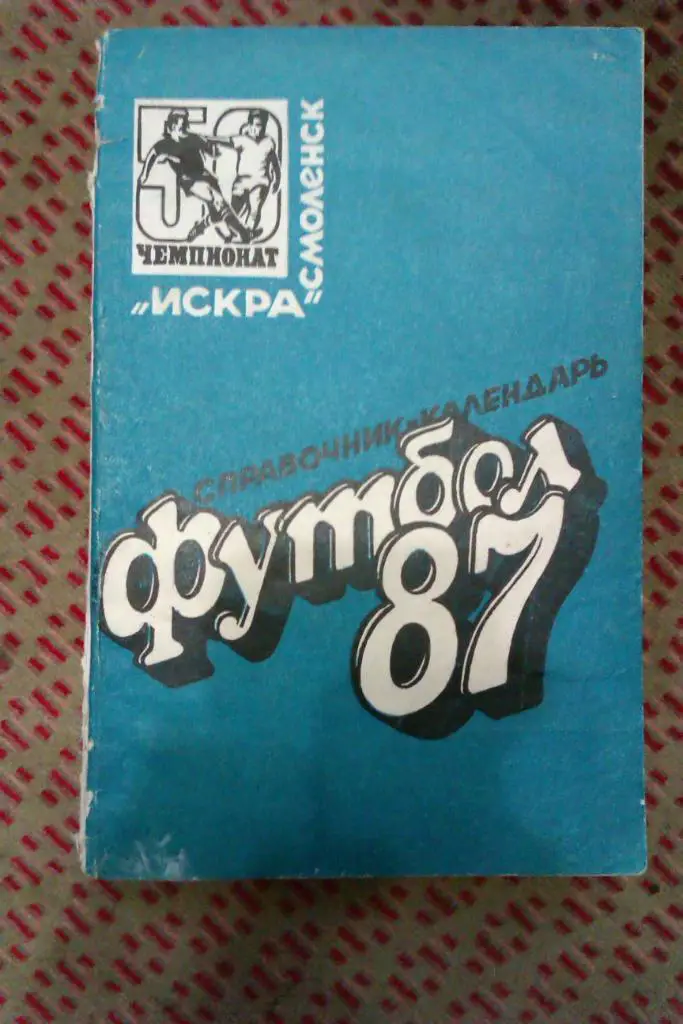 50
ЧЕМПИОНАТ
„ИСКРА"
СМОЛЕНСК
СПРАВОЧНИК-КАЛЕНДАРЬ
футбол
87